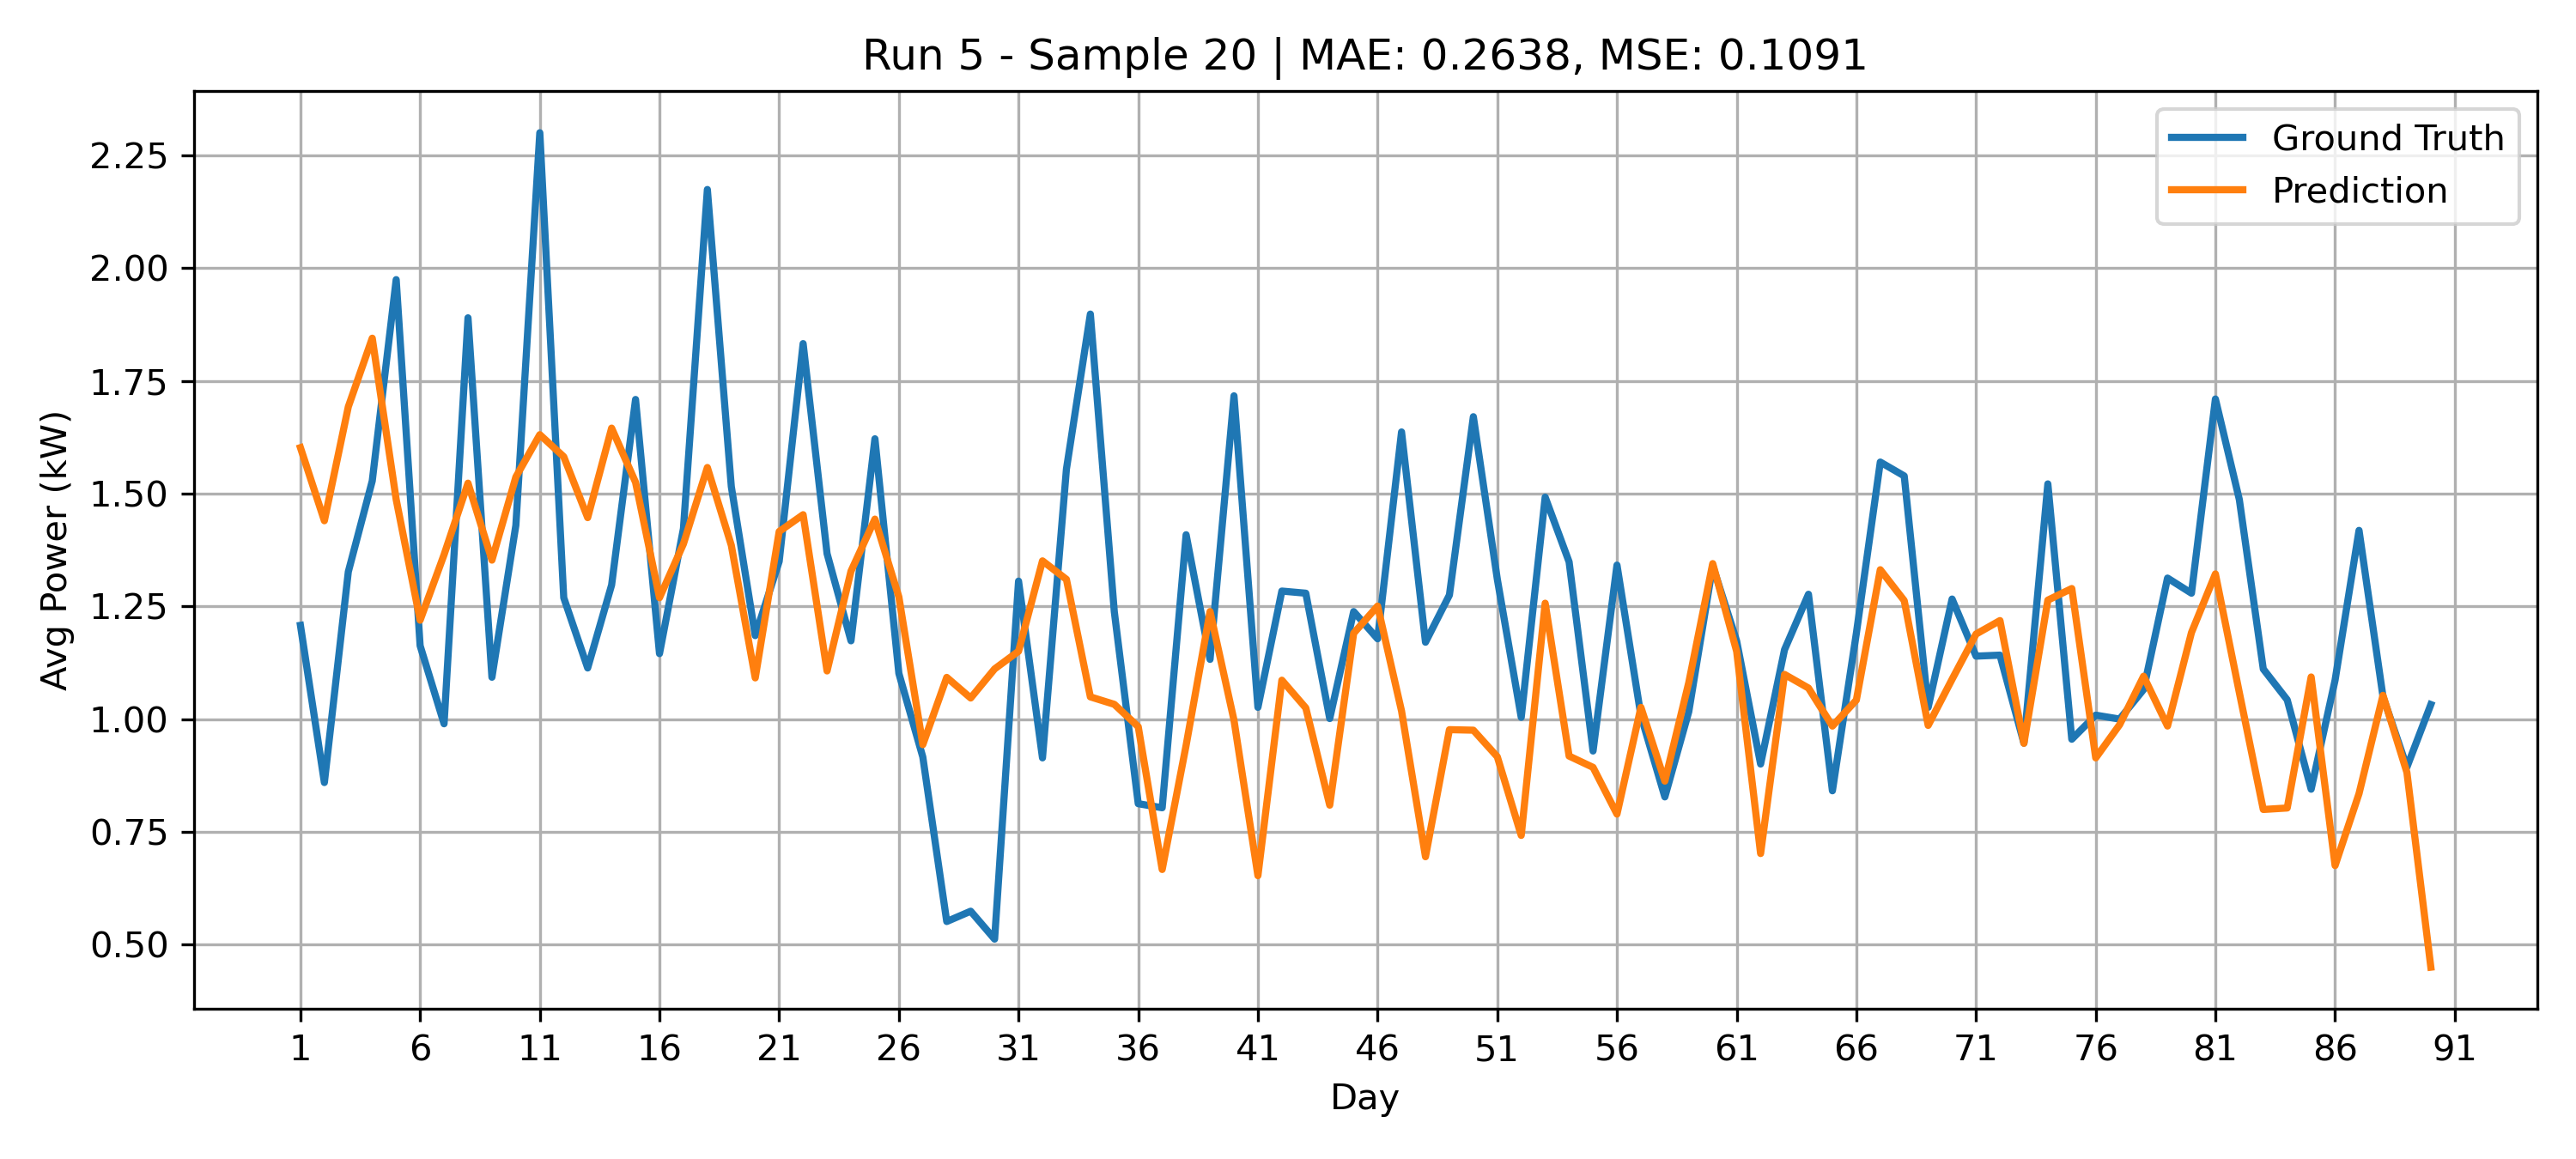 Run 5 - Sample 20 | MAE: 0.2638, MSE: 0.1091
Ground Truth
Prediction
Avg Power (kW)
2.25
2.00
1.75
1.50
1.25
1.00
0.75
0.50
1 6 11 16 21 26 31 36 41 46 51 56 61 66 71 76 81 86 91
Day